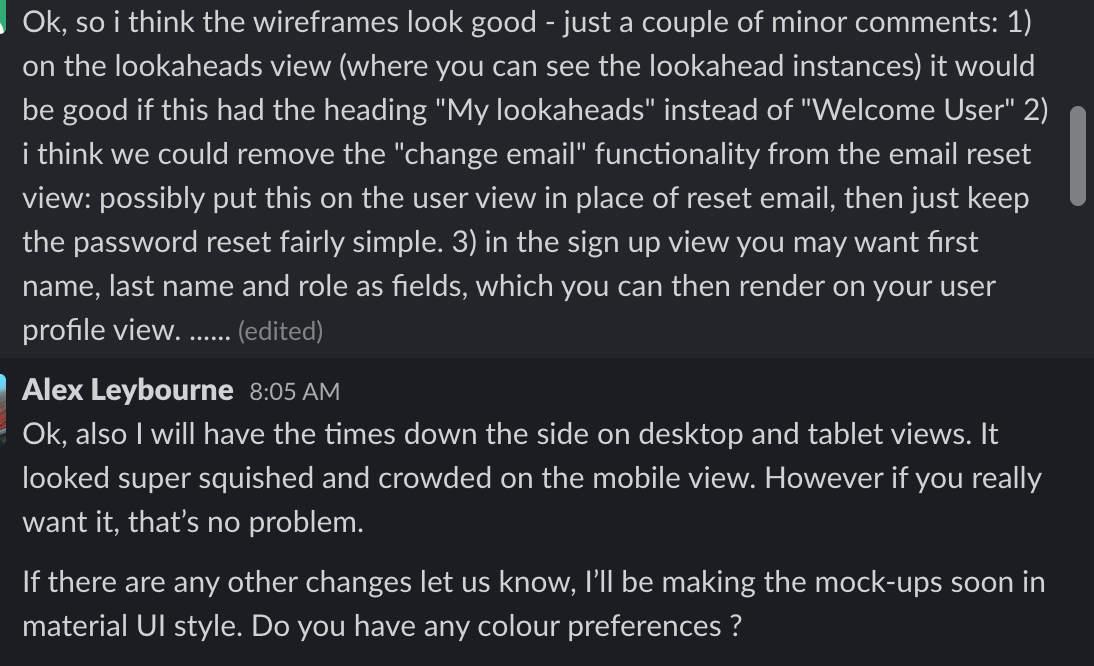 Ok, so i think the wireframes look good - just a couple of minor comments: 1)
on the lookaheads view (where you can see the lookahead instances) it would
be good if this had the heading "My lookaheads" instead of "Welcome User" 2)
i think we could remove the "change email" functionality from the email reset
view: possibly put this on the user view in place of reset email, then just keep
the password reset fairly simple. 3) in the sign up view you may want first
name, last name and role as fields, which you can then render on your user
profile view. ...... (edited)
Alex Leybourne 8:05 AM
Ok, also I will have the times down the side on desktop and tablet views. It
looked super squished and crowded on the mobile view. However if you really
want it, that’s no problem.
If there are any other changes let us know, I’ll be making the mock-ups soon in
material UI style. Do you have any colour preferences ?